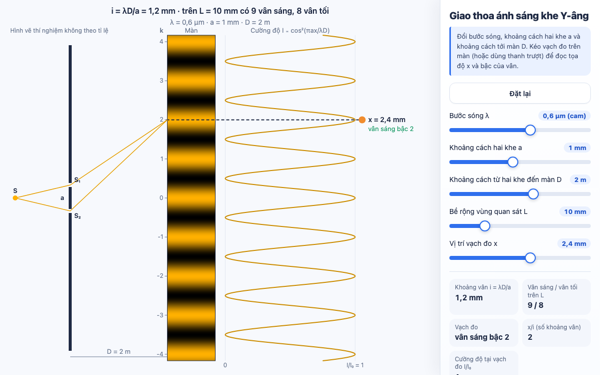 i = λD/a = 1,2 mm · trên L = 10 mm có 9 vân sáng, 8 vân tối
λ = 0,6 µm · a = 1 mm · D = 2 m
Hình vẽ thí nghiệm không theo tỉ lệ
k
Màn
Cường độ I ~ cos²(πax/λD)
4
3
2
1
0
-1
-2
-3
-4
S
S₁
a
S₂
D = 2 m
x = 2,4 mm
vân sáng bậc 2
0
I/I₀ = 1
Giao thoa ánh sáng khe Y-âng
Đổi bước sóng, khoảng cách hai khe a và
khoảng cách tới màn D. Kéo vạch đo trên
màn (hoặc dùng thanh trượt) để đọc tọa
độ x và bậc của vân.
Đặt lại
Bước sóng λ
0,6 µm (cam)
Khoảng cách hai khe a
1 mm
Khoảng cách từ hai khe đến màn D
2 m
Bề rộng vùng quan sát L
10 mm
Vị trí vạch đo x
2,4 mm
Khoảng vân i = λD/a
1,2 mm
Vân sáng / vân tối
trên L
9 / 8
Vạch đo
vân sáng bậc 2
x/i (số khoảng vân)
2
Cường độ tại vạch
đo I/I₀